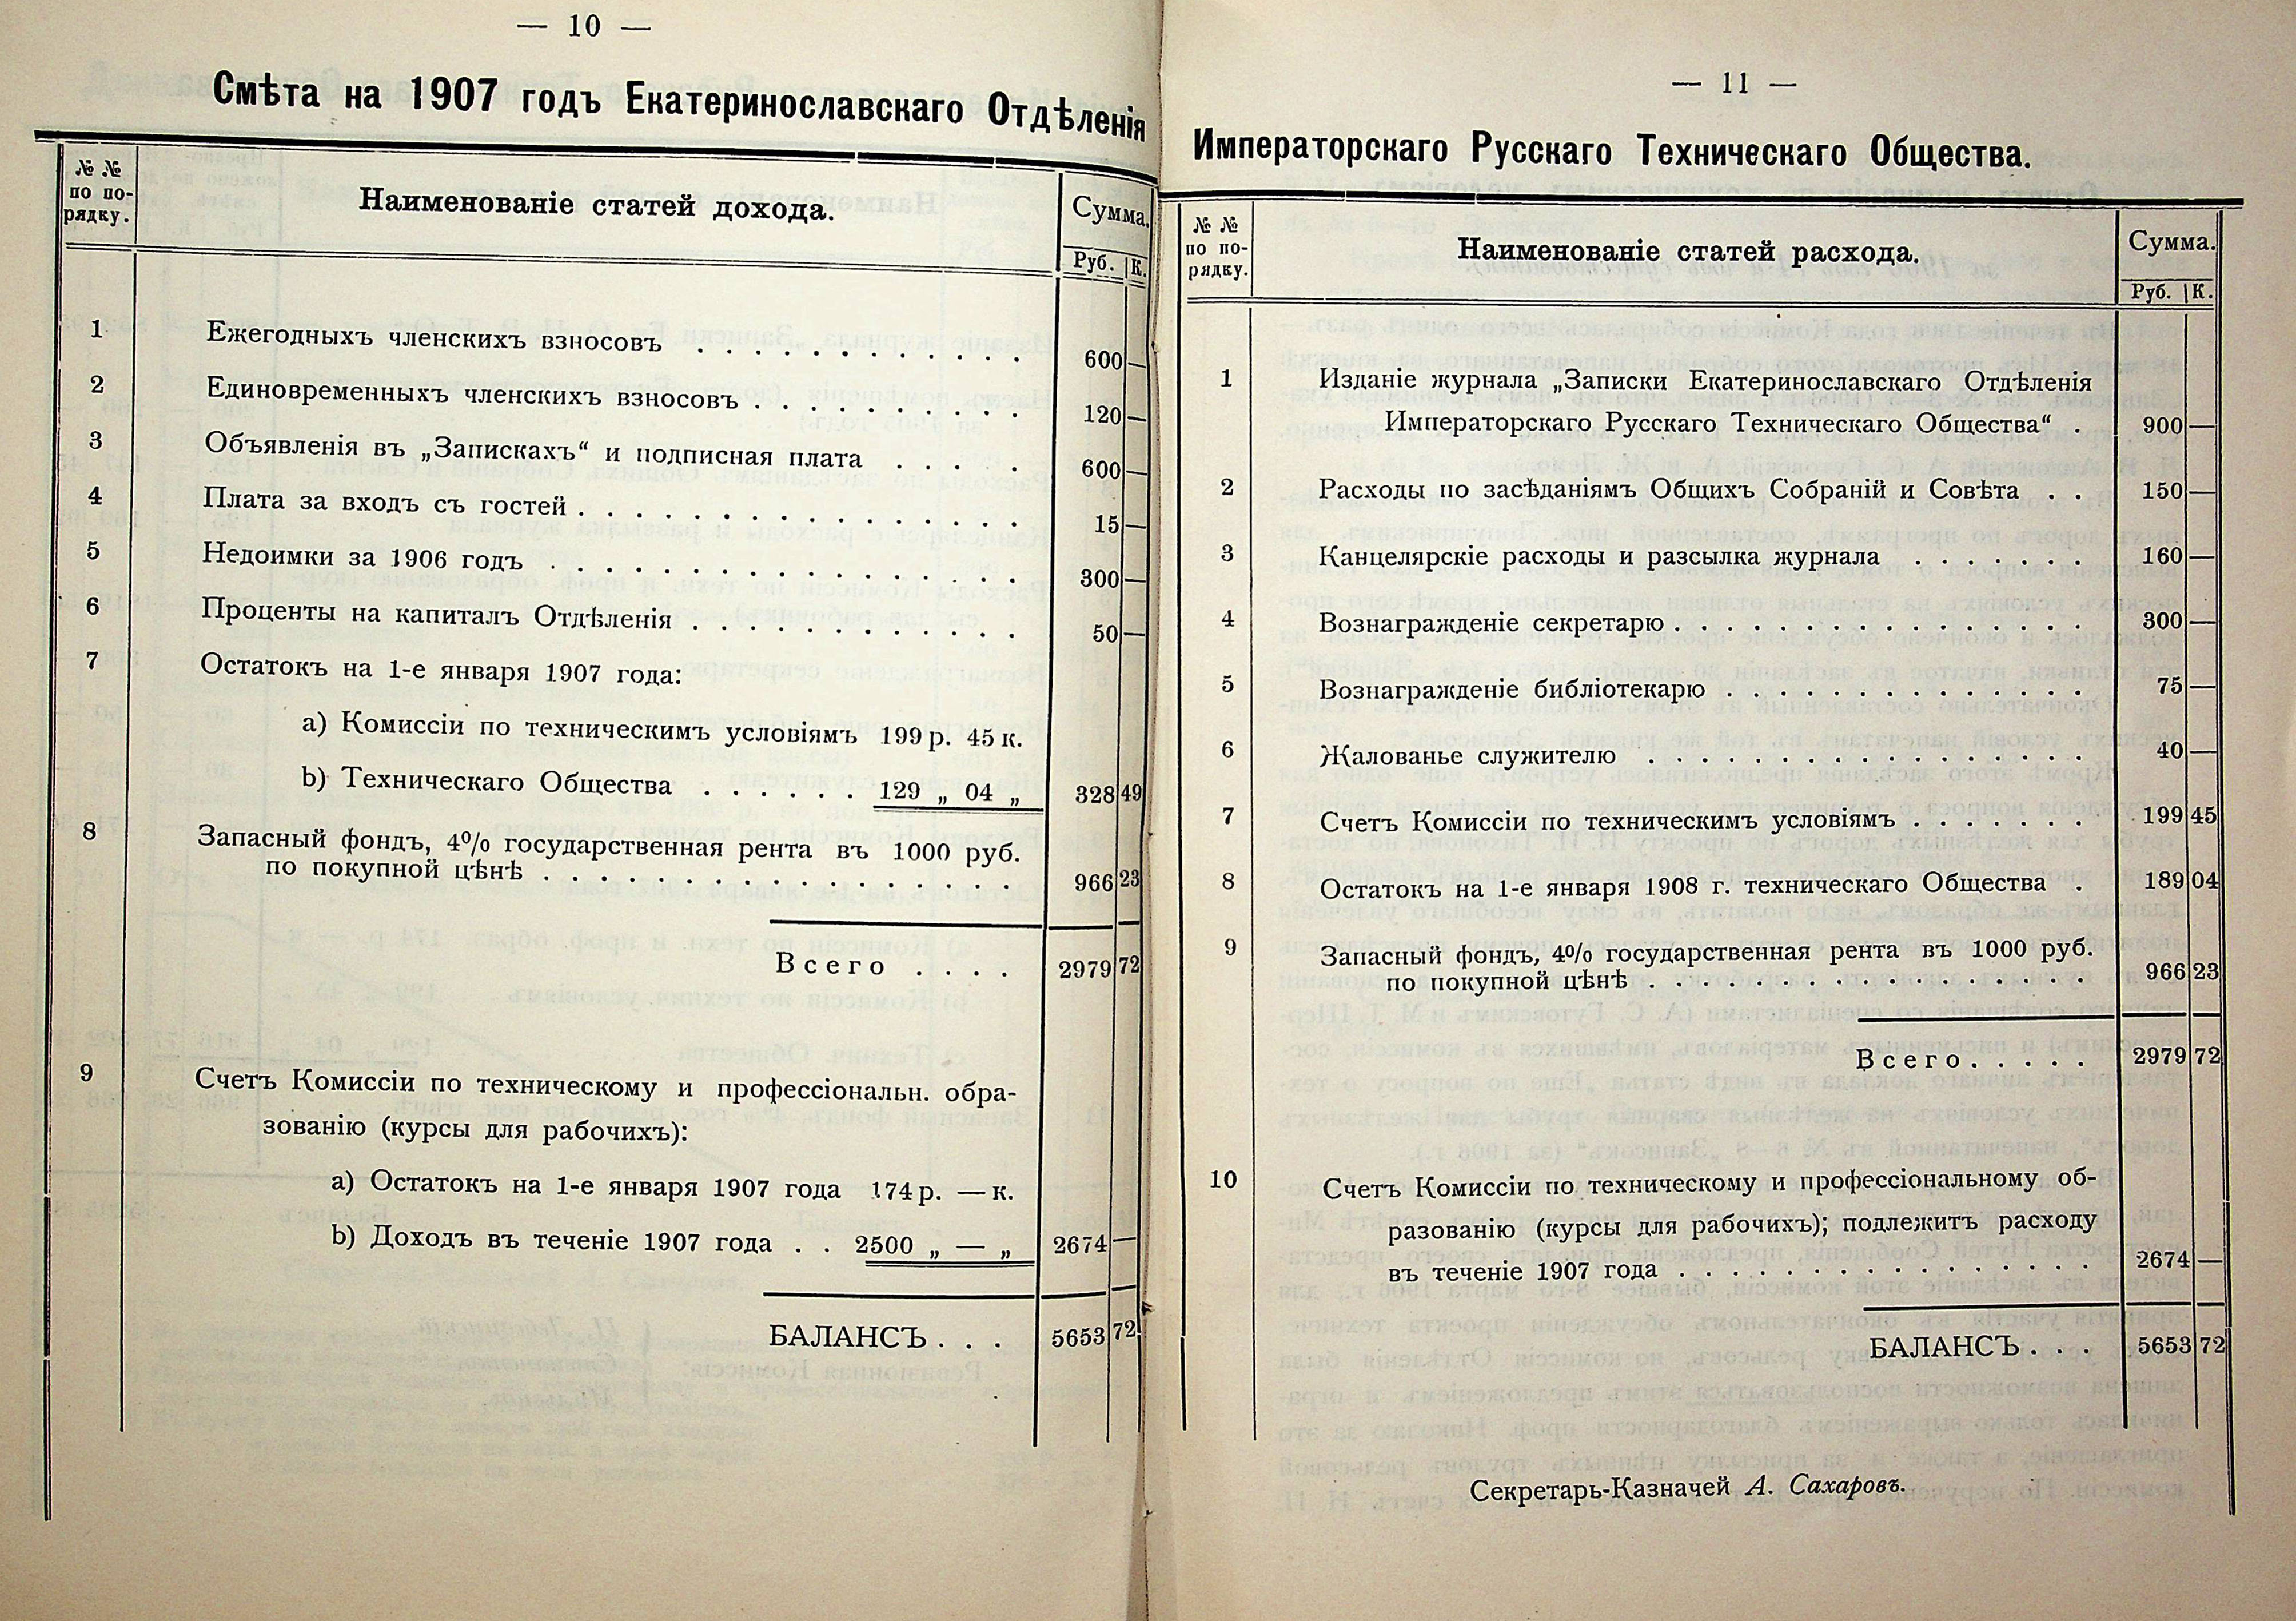 — 10 —
Смѣта на 1907 годъ Екатеринославскаго Отдѣленія
№ № по по-рядку.
Наименованіе статей дохода.
Сумма.
Руб. К.
1 Ежегодныхъ членскихъ взносовъ . . . . . . . . . . . . 600 —
2 Единовременныхъ членскихъ взносовъ . . . . . . . . . . 120 —
3 Объявленія въ „Запискахъ“ и подписная плата . . . . . 600 —
4 Плата за входъ съ гостей . . . . . . . . . . . . . . . . 15 —
5 Недоимки за 1906 годъ . . . . . . . . . . . . . . . . . 300 —
6 Проценты на капиталъ Отдѣленія . . . . . . . . . . . . 50 —
7 Остатокъ на 1-е января 1907 года:
a) Комиссіи по техническимъ условіямъ 199 р. 45 к.
b) Техническаго Общества . . . . . . 129 „ 04 „ 328 49
8 Запасный фондъ, 4% государственная рента въ 1000 руб.
по покупной цѣнѣ . . . . . . . . . . . . . . . . . 966 23
Всего . . . . 2979 72
9 Счетъ Комиссіи по техническому и профессіональн. обра-
зованію (курсы для рабочихъ):
a) Остатокъ на 1-е января 1907 года 174 р. — к.
b) Доходъ въ теченіе 1907 года . . 2500 „ — „ 2674 —
БАЛАНСЪ . . . 5653 72
— 11 —
Императорскаго Русскаго Техническаго Общества.
№ № по по-рядку.
Наименованіе статей расхода.
Сумма.
Руб. К.
1 Изданіе журнала „Записки Екатеринославскаго Отдѣленія
Императорскаго Русскаго Техническаго Общества“ . 900 —
2 Расходы по засѣданіямъ Общихъ Собраній и Совѣта . . 150 —
3 Канцелярскіе расходы и разсылка журнала . . . . . . . 160 —
4 Вознагражденіе секретарю . . . . . . . . . . . . . . . 300 —
5 Вознагражденіе библіотекарю . . . . . . . . . . . . . . 75 —
6 Жалованье служителю . . . . . . . . . . . . . . . . . 40 —
7 Счетъ Комиссіи по техническимъ условіямъ . . . . . . . 199 45
8 Остатокъ на 1-е января 1908 г. техническаго Общества . 189 04
9 Запасный фондъ, 4% государственная рента въ 1000 руб.
по покупной цѣнѣ . . . . . . . . . . . . . . . . . 966 23
Всего . . . . . 2979 72
10 Счетъ Комиссіи по техническому и профессіональному об-
разованію (курсы для рабочихъ); подлежитъ расходу
въ теченіе 1907 года . . . . . . . . . . . . . . . . 2674 —
БАЛАНСЪ . . . 5653 72
Секретарь-Казначей А. Сахаровъ.